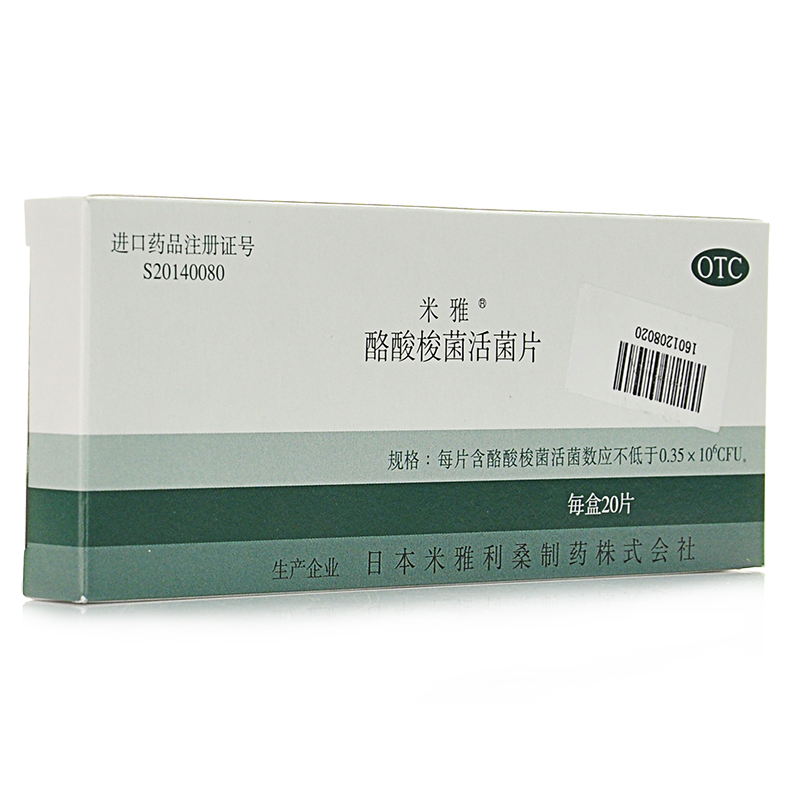 进口药品注册证号
S20140080
OTC
米雅®
酪酸梭菌活菌片
1601208020
规格：每片含酪酸梭菌活菌数应不低于0.35×10⁶CFU。
每盒20片
生产企业 日本米雅利桑制药株式会社